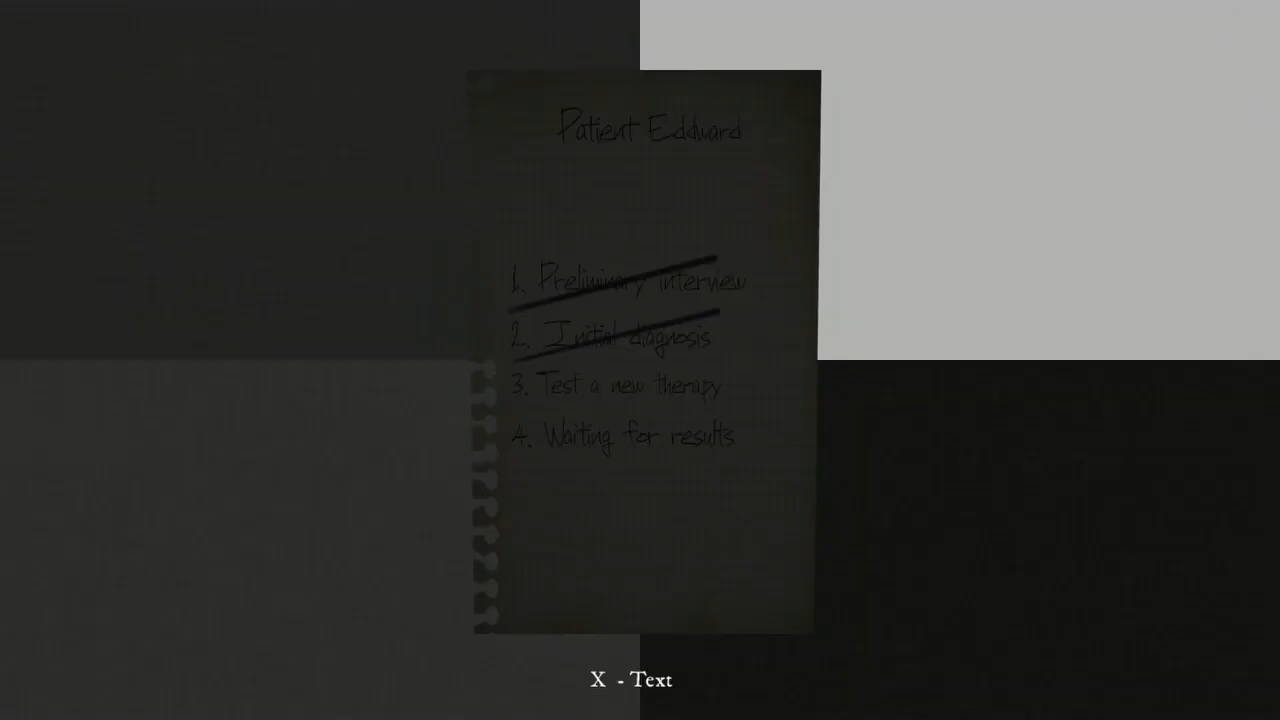 Patient Edduard
1. Preliminary interview
2. Initial diagnosis
3. Test a new therapy
4. Waiting for results
X - Text